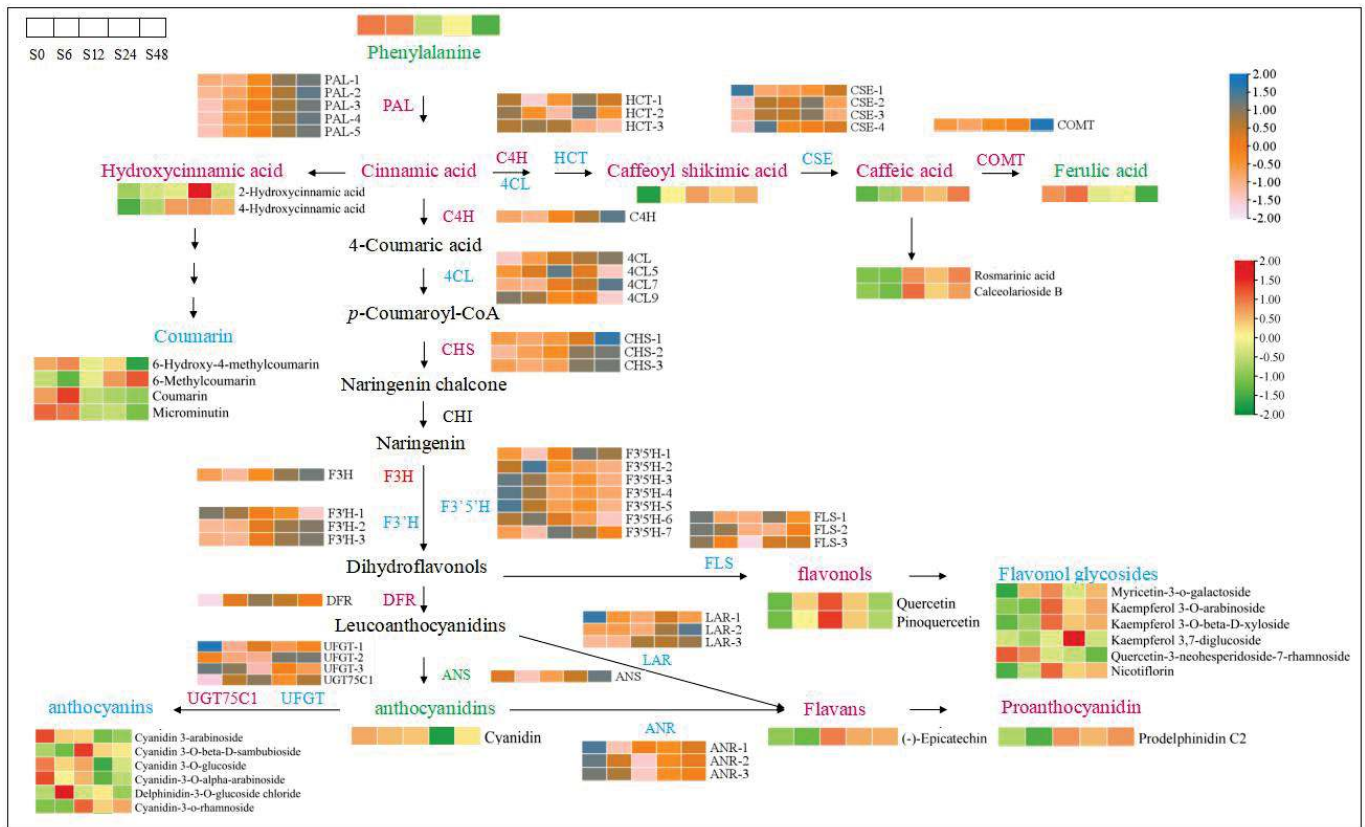 S0 S6 S12 S24 S48
Phenylalanine
PAL-1
PAL-2
PAL-3
PAL-4
PAL-5
PAL
HCT-1
HCT-2
HCT-3
CSE-1
CSE-2
CSE-3
CSE-4
COMT
2.00
1.50
1.00
0.50
0.00
-0.50
-1.00
-1.50
-2.00
Hydroxycinnamic acid
Cinnamic acid
C4H
4CL
HCT
Caffeoyl shikimic acid
CSE
Caffeic acid
COMT
Ferulic acid
2-Hydroxycinnamic acid
4-Hydroxycinnamic acid
C4H
C4H
4-Coumaric acid
4CL
4CL
4CL5
4CL7
4CL9
Rosmarinic acid
Calceolarioside B
2.00
1.50
1.00
0.50
0.00
-0.50
-1.00
-1.50
-2.00
p-Coumaroyl-CoA
Coumarin
6-Hydroxy-4-methylcoumarin
6-Methylcoumarin
Coumarin
Microminutin
CHS
CHS-1
CHS-2
CHS-3
Naringenin chalcone
CHI
Naringenin
F3H
F3H
F3'H-1
F3'H-2
F3'H-3
F3’H
F3’5’H
F3'5'H-1
F3'5'H-2
F3'5'H-3
F3'5'H-4
F3'5'H-5
F3'5'H-6
F3'5'H-7
FLS-1
FLS-2
FLS-3
Dihydroflavonols
FLS
flavonols
Flavonol glycosides
Quercetin
Pinoquercetin
Myricetin-3-o-galactoside
Kaempferol 3-O-arabinoside
Kaempferol 3-O-beta-D-xyloside
Kaempferol 3,7-diglucoside
Quercetin-3-neohesperidoside-7-rhamnoside
Nicotiflorin
DFR
DFR
Leucoanthocyanidins
LAR-1
LAR-2
LAR-3
LAR
UFGT-1
UFGT-2
UFGT-3
UGT75C1
ANS
ANS
UGT75C1
UFGT
anthocyanins
anthocyanidins
ANR
Flavans
Proanthocyanidin
Cyanidin 3-arabinoside
Cyanidin 3-O-beta-D-sambubioside
Cyanidin 3-O-glucoside
Cyanidin-3-O-alpha-arabinoside
Delphinidin-3-O-glucoside chloride
Cyanidin-3-o-rhamnoside
Cyanidin
ANR-1
ANR-2
ANR-3
(-)-Epicatechin
Prodelphinidin C2